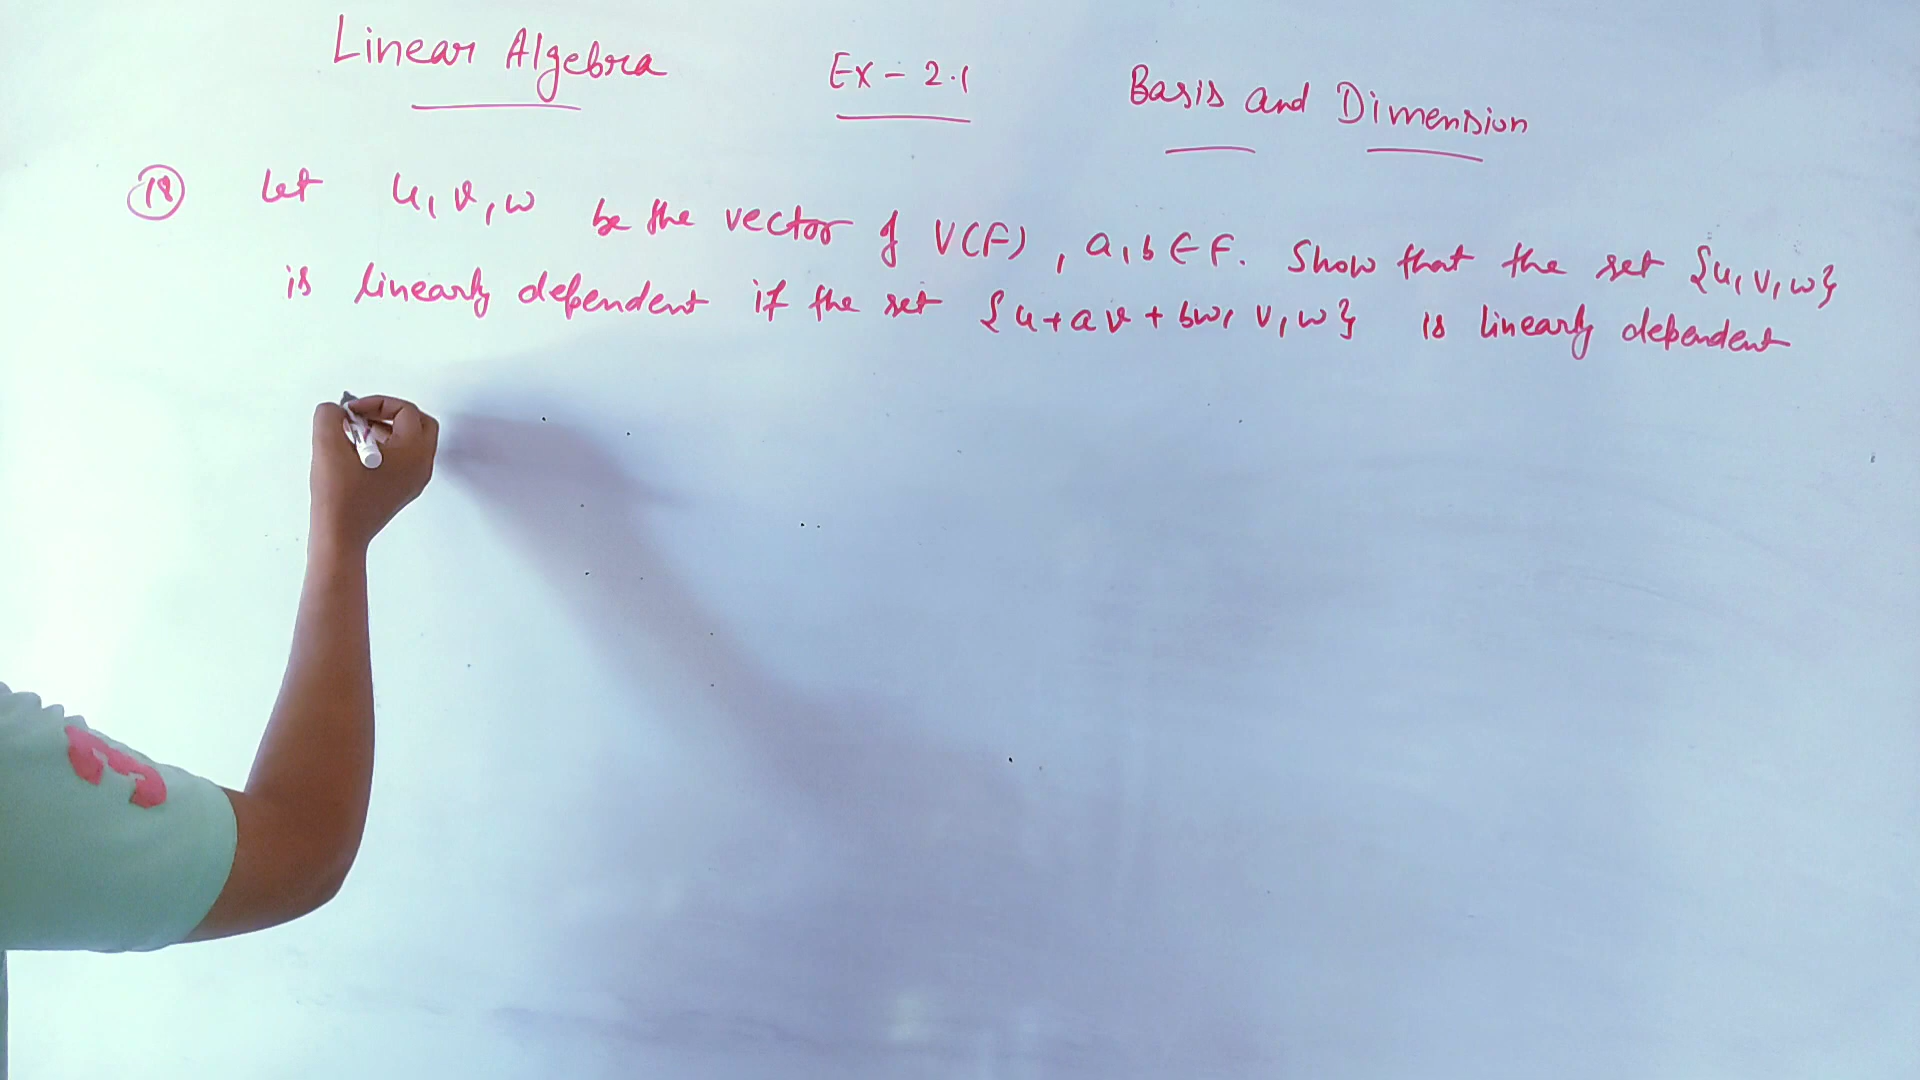 Linear Algebra Ex - 2.1 Basis and Dimension
18 Let u, v, w be the vector of V(F), a, b ∈ F. Show that the set {u, v, w}
is linearly dependent if the set {u + av + bw, v, w} is linearly dependent